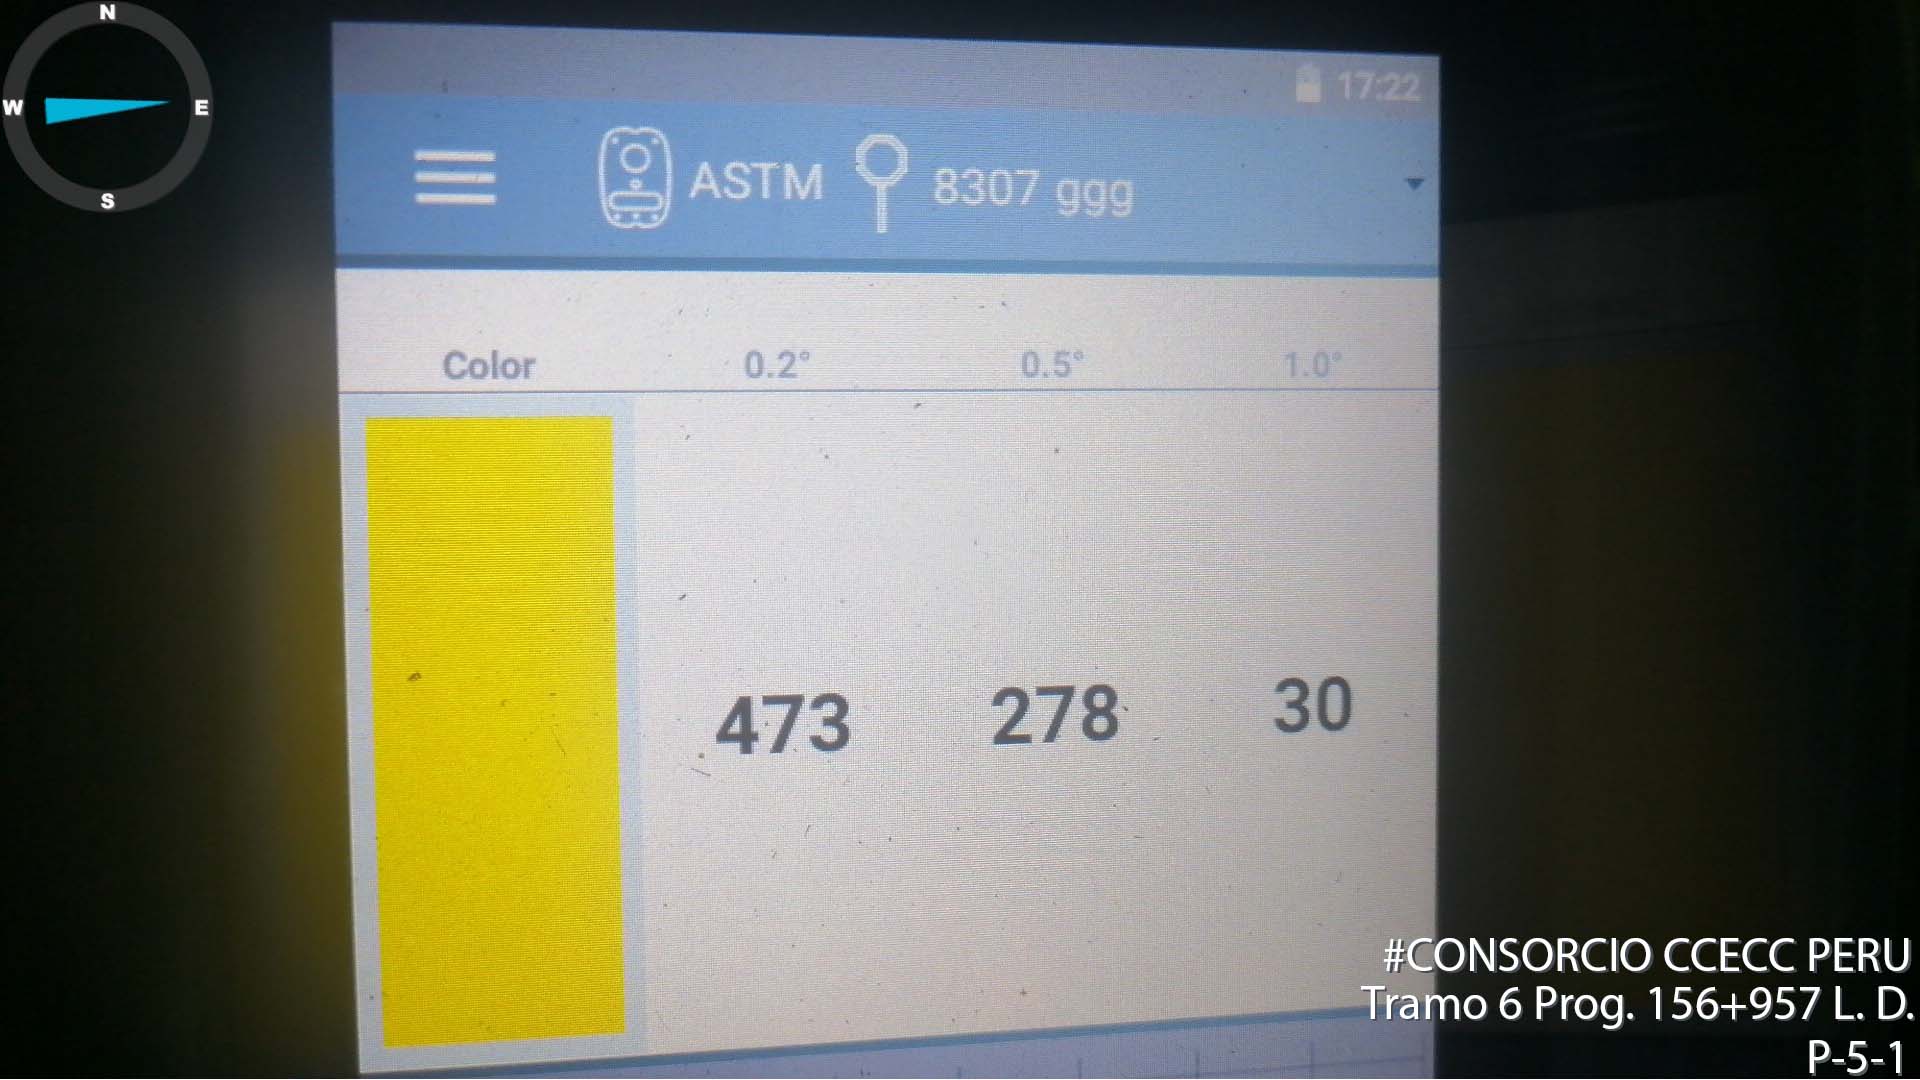 N
W E
S
17:22
ASTM 8307 ggg
Color 0.2° 0.5° 1.0°
473 278 30
#CONSORCIO CCECC PERU
Tramo 6 Prog. 156+957 L. D.
P-5-1